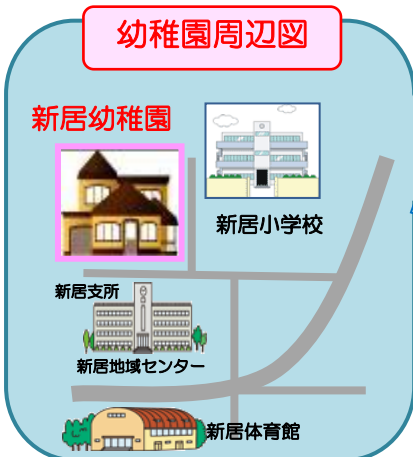 幼稚園周辺図
新居幼稚園
新居小学校
新居支所
新居地域センター
新居体育館